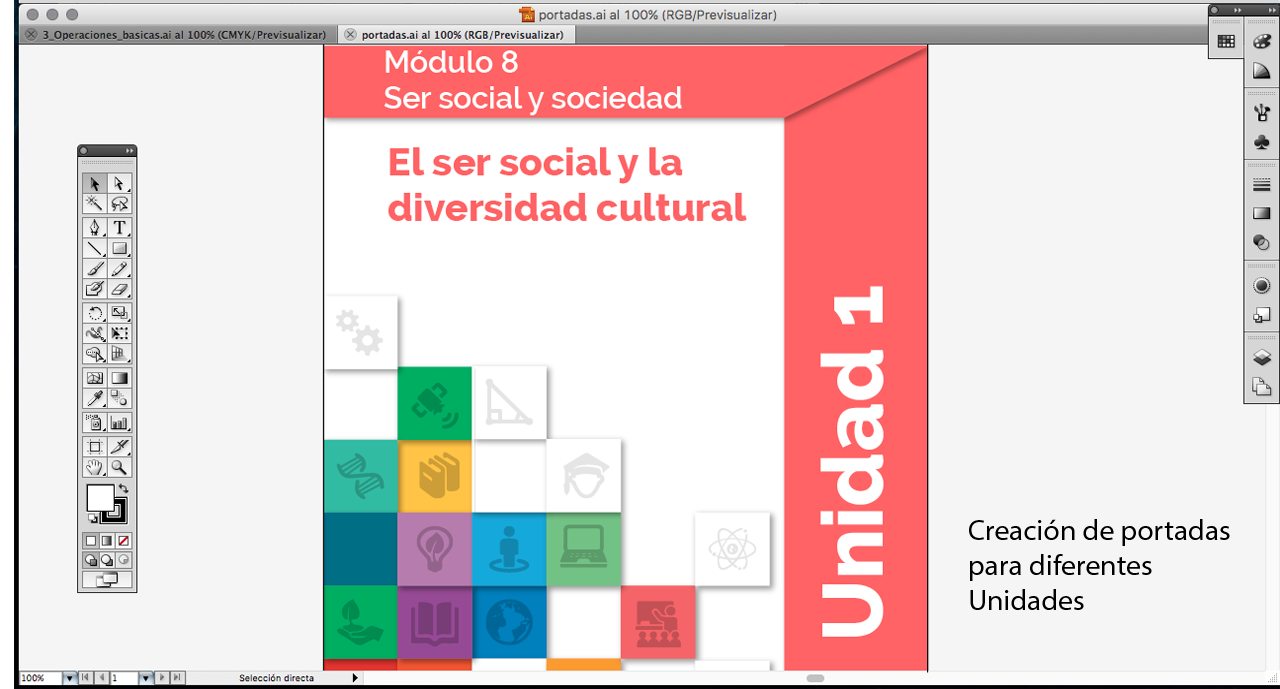 portadas.ai al 100% (RGB/Previsualizar)
3_Operaciones_basicas.ai al 100% (CMYK/Previsualizar)
portadas.ai al 100% (RGB/Previsualizar)
Módulo 8
Ser social y sociedad
El ser social y la
diversidad cultural
Unidad 1
Creación de portadas
para diferentes
Unidades
100%
1
Selección directa